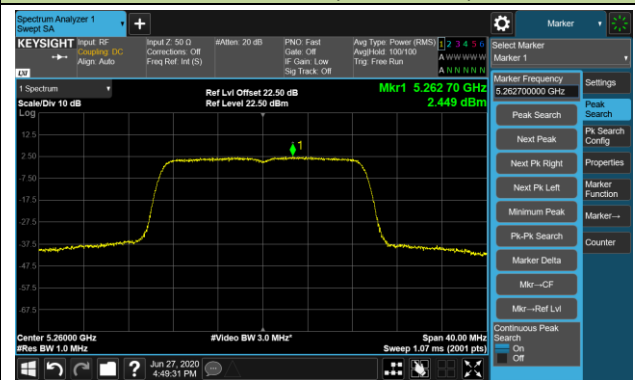 Spectrum Analyzer 1
Swept SA
+
Marker
KEYSIGHT
Input: RF
Coupling: DC
Align: Auto
Input Z: 50 Ω
Corrections: Off
Freq Ref: Int (S)
#Atten: 20 dB
PNO: Fast
Gate: Off
IF Gain: Low
Sig Track: Off
Avg Type: Power (RMS)
Avg|Hold: 100/100
Trig: Free Run
1 2 3 4 5 6
A W W W W W
A N N N N N
LXI
Select Marker
Marker 1
1 Spectrum
Scale/Div 10 dB
Log
Ref Lvl Offset 22.50 dB
Ref Level 22.50 dBm
Mkr1 5.262 70 GHz
2.449 dBm
12.5
2.50
-7.50
-17.5
-27.5
-37.5
-47.5
-57.5
-67.5
1
Center 5.26000 GHz
#Res BW 1.0 MHz
#Video BW 3.0 MHz*
Span 40.00 MHz
Sweep 1.07 ms (2001 pts)
Marker Frequency
5.262700000 GHz
Peak Search
Next Peak
Next Pk Right
Next Pk Left
Minimum Peak
Pk-Pk Search
Marker Delta
Mkr→CF
Mkr→Ref Lvl
Continuous Peak
Search
On
Off
Settings
Peak
Search
Pk Search
Config
Properties
Marker
Function
Marker→
Counter
?
Jun 27, 2020
4:49:31 PM